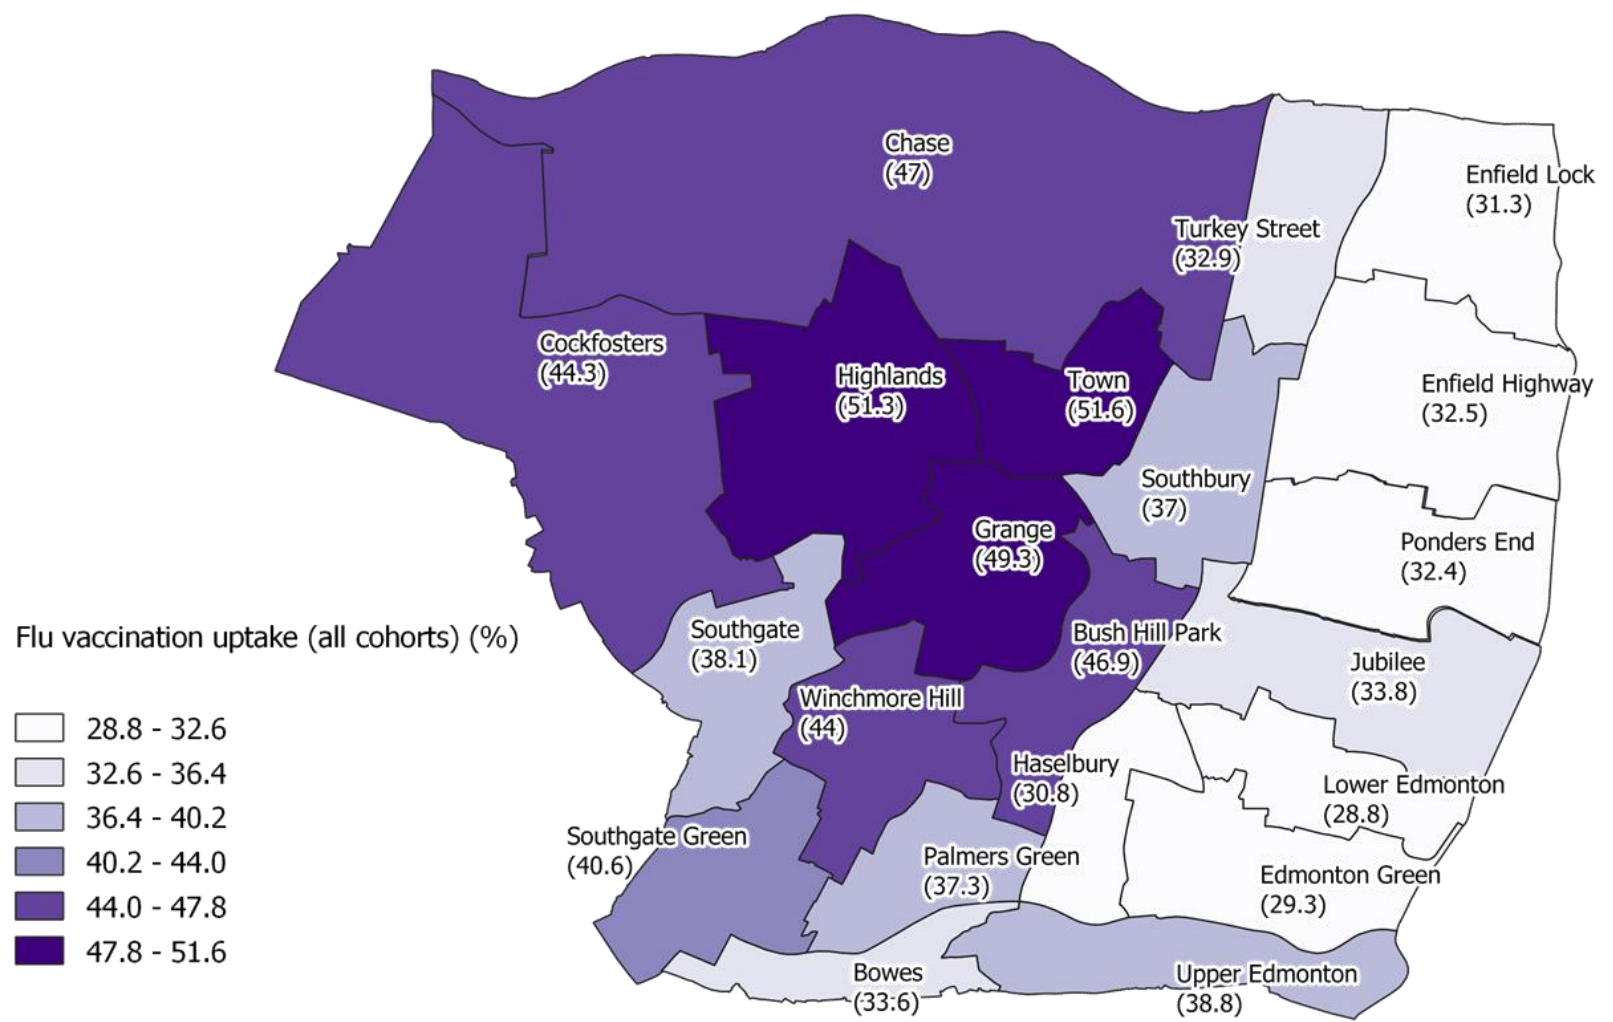 Chase
(47)
Enfield Lock
(31.3)
Turkey Street
(32.9)
Cockfosters
(44.3)
Highlands
(51.3)
Town
(51.6)
Enfield Highway
(32.5)
Southbury
(37)
Grange
(49.3)
Ponders End
(32.4)
Flu vaccination uptake (all cohorts) (%)
Southgate
(38.1)
Bush Hill Park
(46.9)
Jubilee
(33.8)
Winchmore Hill
(44)
28.8 - 32.6
32.6 - 36.4
36.4 - 40.2
40.2 - 44.0
44.0 - 47.8
47.8 - 51.6
Haselbury
(30.8)
Lower Edmonton
(28.8)
Southgate Green
(40.6)
Palmers Green
(37.3)
Edmonton Green
(29.3)
Bowes
(33.6)
Upper Edmonton
(38.8)